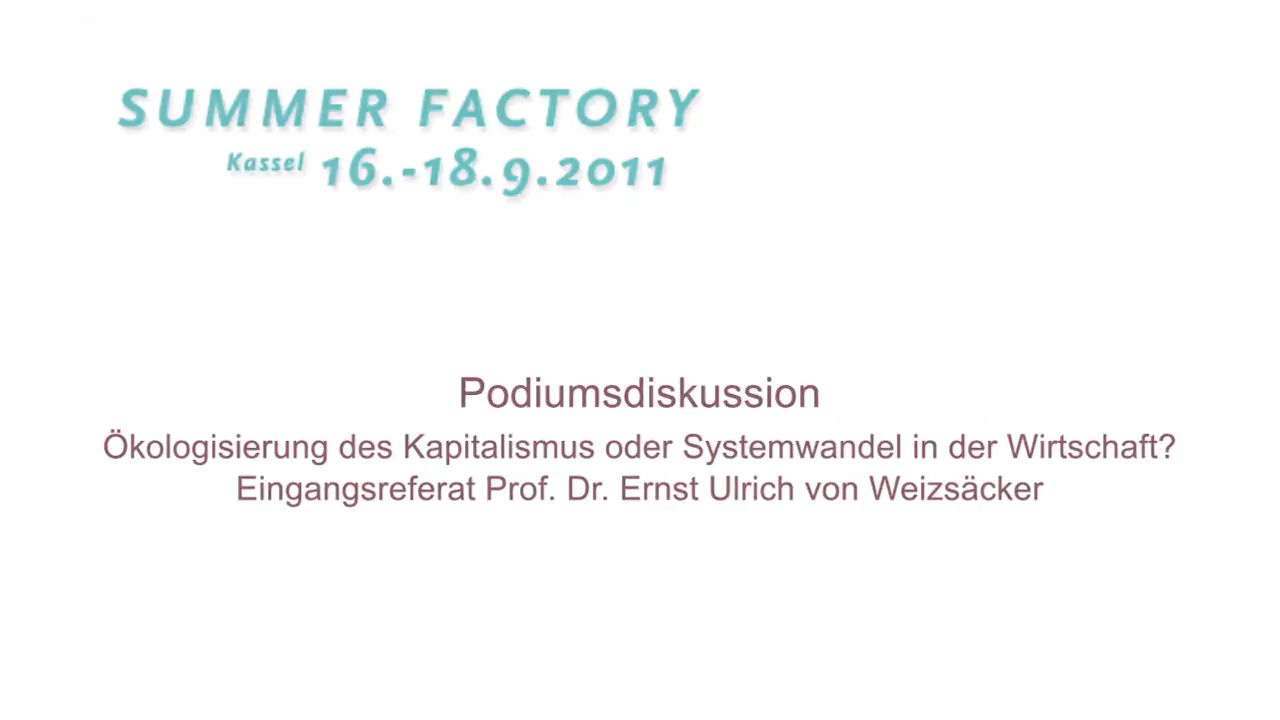 SUMMER FACTORY
Kassel 16.-18.9.2011
Podiumsdiskussion
Ökologisierung des Kapitalismus oder Systemwandel in der Wirtschaft?
Eingangsreferat Prof. Dr. Ernst Ulrich von Weizsäcker